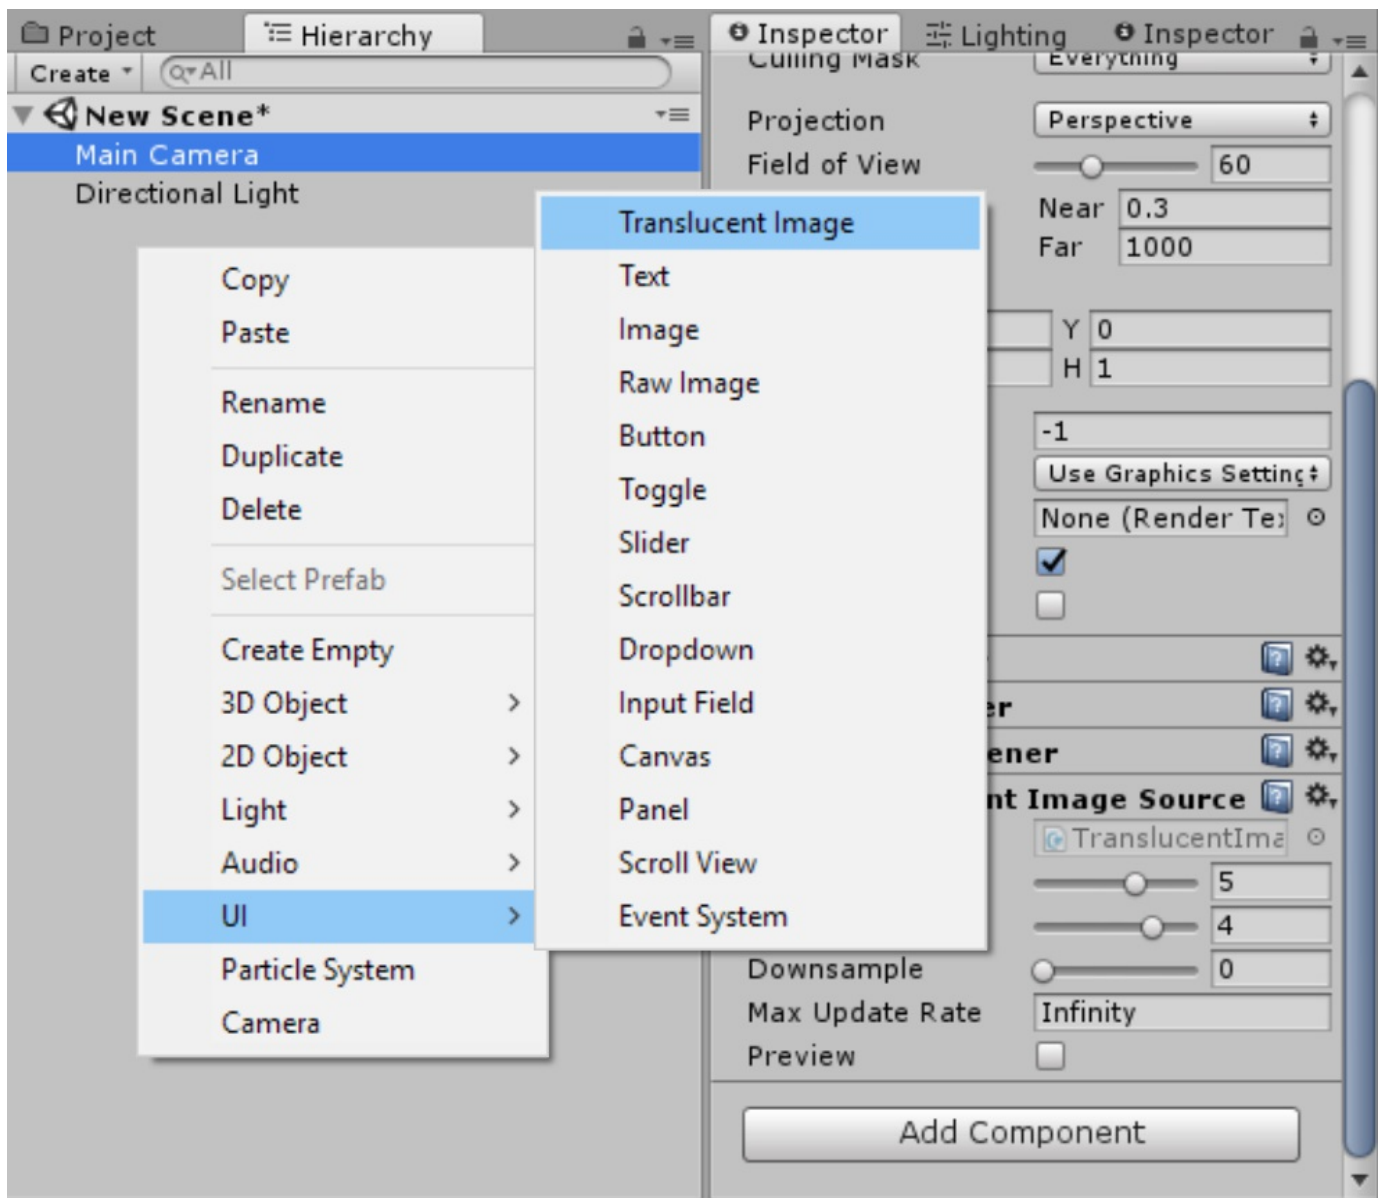 Project
Hierarchy
Create
All
New Scene*
Main Camera
Directional Light
Copy
Paste
Rename
Duplicate
Delete
Select Prefab
Create Empty
3D Object
2D Object
Light
Audio
UI
Particle System
Camera
Translucent Image
Text
Image
Raw Image
Button
Toggle
Slider
Scrollbar
Dropdown
Input Field
Canvas
Panel
Scroll View
Event System
Inspector
Lighting
Inspector
Culling Mask Everything
Projection Perspective
Field of View 60
Near 0.3
Far 1000
Y 0
H 1
-1
Use Graphics Setting
None (Render Te
er
ener
nt Image Source
TranslucentIma
5
4
Downsample 0
Max Update Rate Infinity
Preview
Add Component